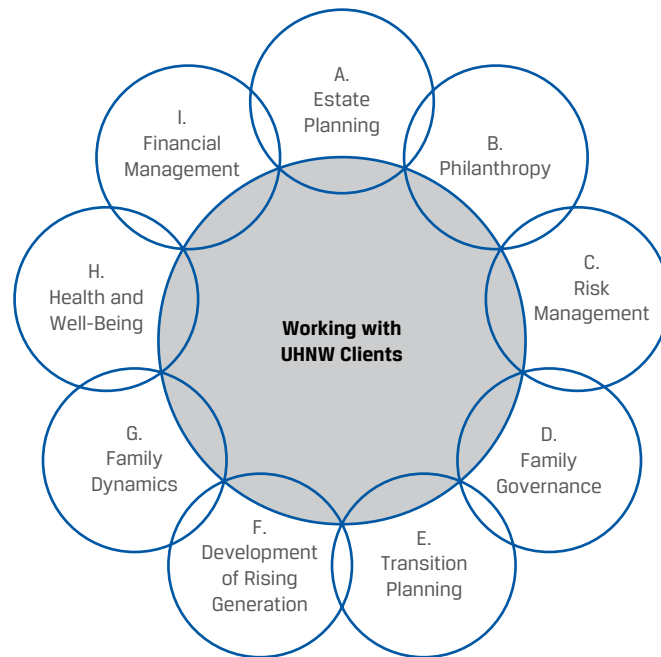 A.
Estate
Planning
B.
Philanthropy
C.
Risk
Management
D.
Family
Governance
E.
Transition
Planning
F.
Development
of Rising
Generation
G.
Family
Dynamics
H.
Health and
Well-Being
I.
Financial
Management
Working with
UHNW Clients